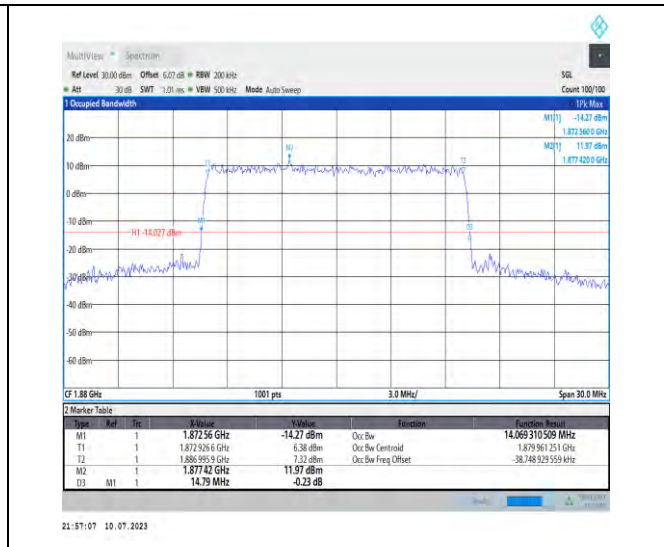 MultiView Spectrum
Ref Level 30.00 dBm Offset 6.07 dB RBW 200 kHz SGL
Att 30 dB SWT 1.01 ms VBW 500 kHz Mode Auto Sweep Count 100/100
1 Occupied Bandwidth 1Pk Max
M1[1] -14.27 dBm
1.872 560 0 GHz
M2[1] 11.97 dBm
1.877 420 0 GHz
20 dBm
M2
T1
T2
10 dBm
0 dBm
-10 dBm
M1
D3
H1 -14.027 dBm
-20 dBm
-30 dBm
-40 dBm
-50 dBm
-60 dBm
CF 1.88 GHz 1001 pts 3.0 MHz/ Span 30.0 MHz
2 Marker Table
Type Ref Trc X-Value Y-Value Function Function Result
M1 1 1.872 56 GHz -14.27 dBm Occ Bw 14.069 310 509 MHz
T1 1 1.872 926 6 GHz 6.38 dBm Occ Bw Centroid 1.879 961 251 GHz
T2 1 1.886 995 9 GHz 7.32 dBm Occ Bw Freq Offset -38.748 929 559 kHz
M2 1 1.877 42 GHz 11.97 dBm
D3 M1 1 14.79 MHz -0.23 dB
21:57:07 10.07.2023